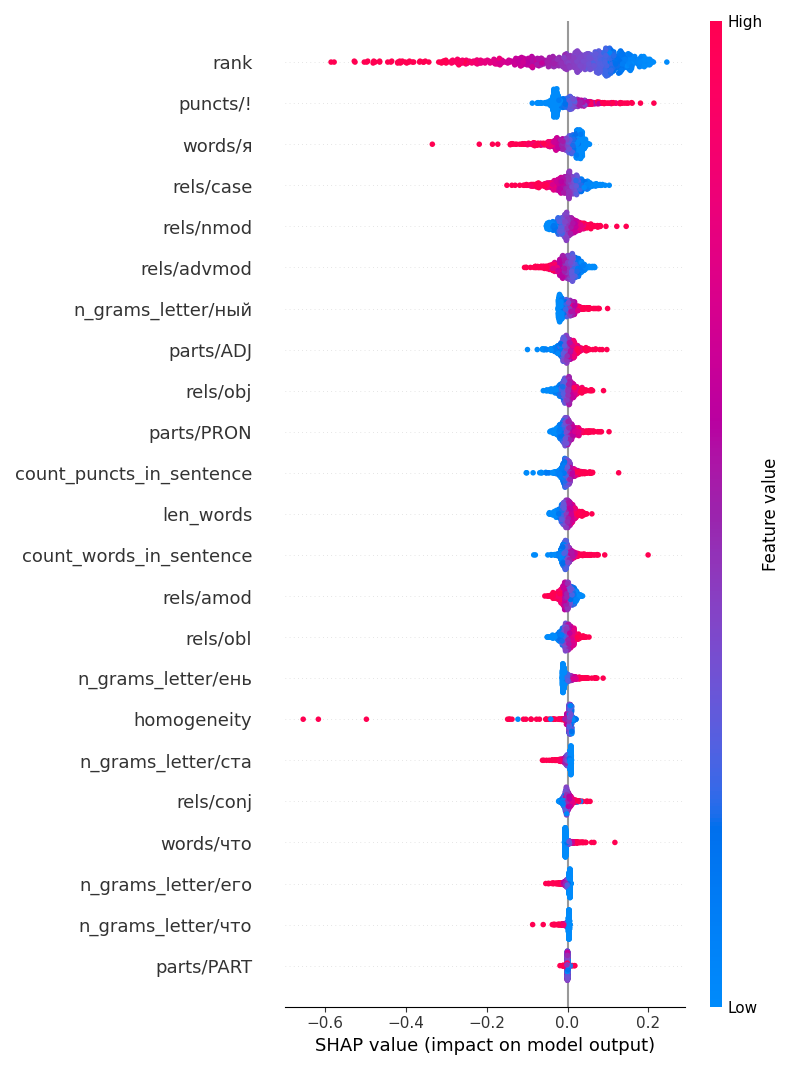 High
rank
puncts/!
words/я
rels/case
rels/nmod
rels/advmod
n_grams_letter/ный
parts/ADJ
rels/obj
parts/PRON
count_puncts_in_sentence
len_words
count_words_in_sentence
rels/amod
rels/obl
n_grams_letter/ень
homogeneity
n_grams_letter/ста
rels/conj
words/что
n_grams_letter/его
n_grams_letter/что
parts/PART
Feature value
Low
−0.6 −0.4 −0.2 0.0 0.2
SHAP value (impact on model output)